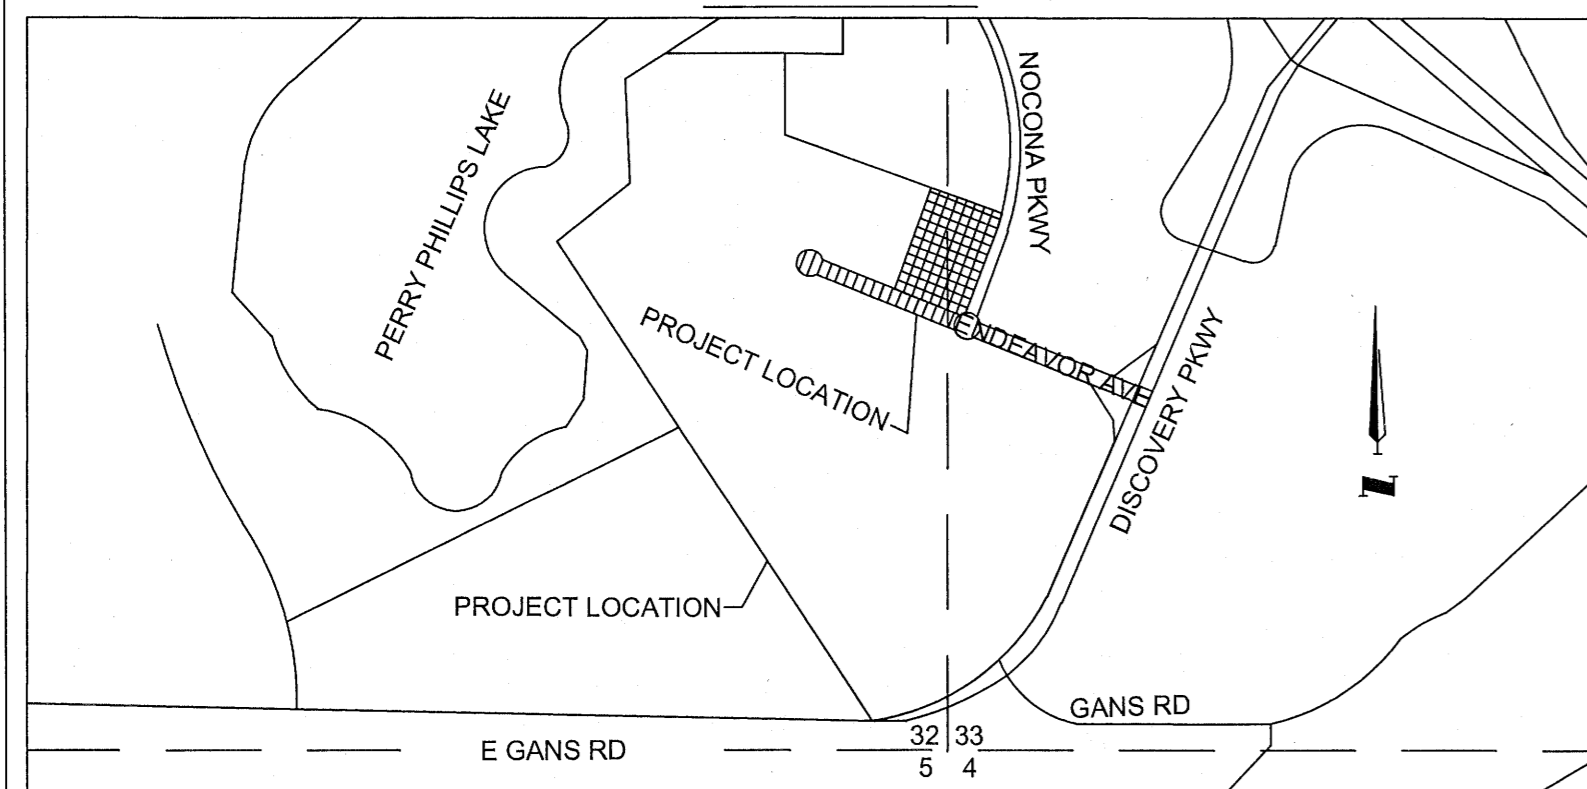 NOCONA PKWY
PERRY PHILLIPS LAKE
PROJECT LOCATION
ENDEAVOR AVE
DISCOVERY PKWY
N
PROJECT LOCATION
GANS RD
E GANS RD
32 33
5 4